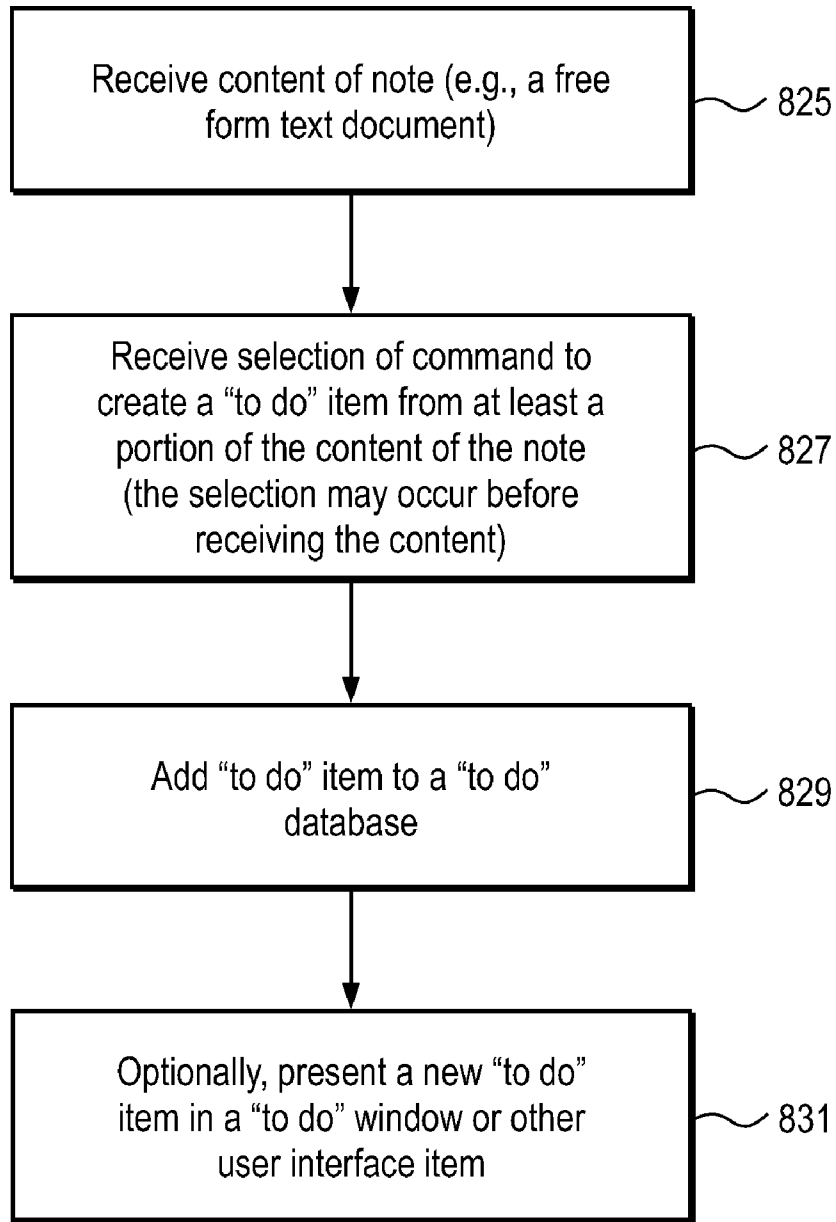 Receive content of note (e.g., a free
form text document)
825
Receive selection of command to
create a “to do” item from at least a
portion of the content of the note
(the selection may occur before
receiving the content)
827
Add “to do” item to a “to do”
database
829
Optionally, present a new “to do”
item in a “to do” window or other
user interface item
831